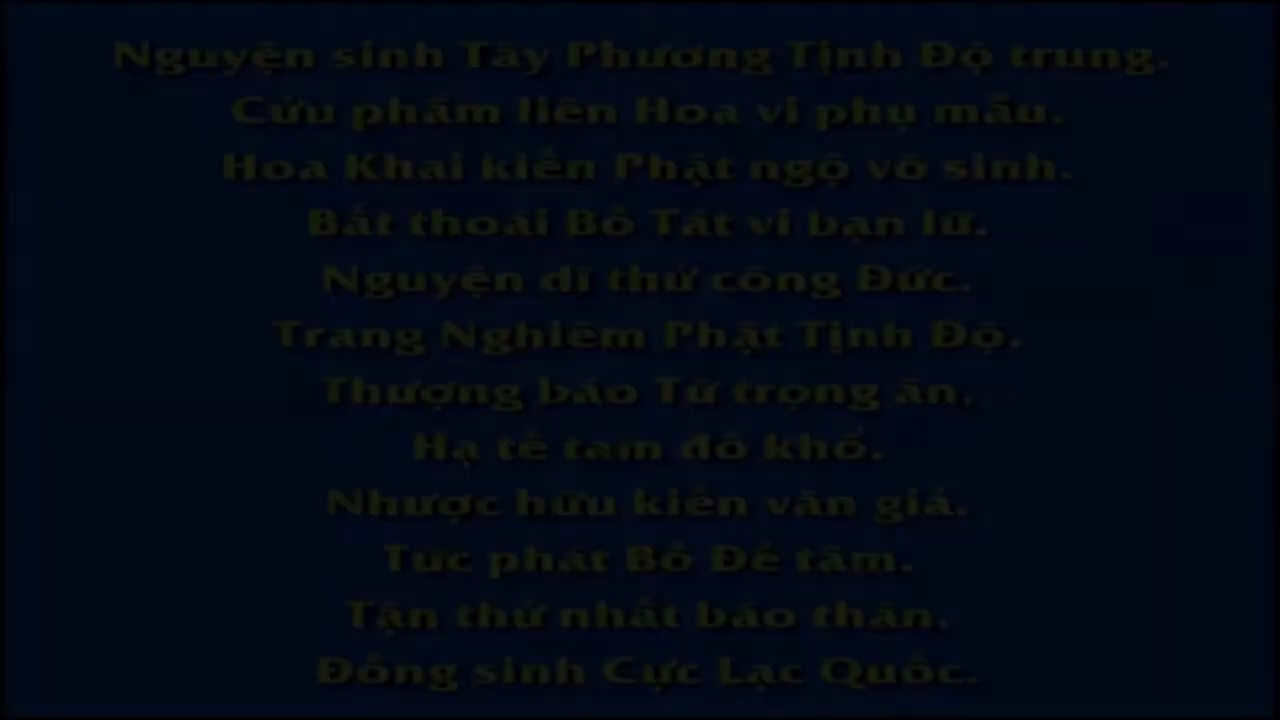 Nguyện sinh Tây Phương Tịnh Độ trung.
Cửu phẩm liên Hoa vi phụ mẫu.
Hoa Khai kiến Phật ngộ vô sinh.
Bất thoái Bồ Tát vi bạn lữ.
Nguyện dĩ thử công Đức.
Trang Nghiêm Phật Tịnh Độ.
Thượng báo Tứ trọng ân.
Hạ tế tam đồ khổ.
Nhược hữu kiến văn giả.
Tức phát Bồ Đề tâm.
Tận thử nhất báo thân.
Đồng sinh Cực Lạc Quốc.